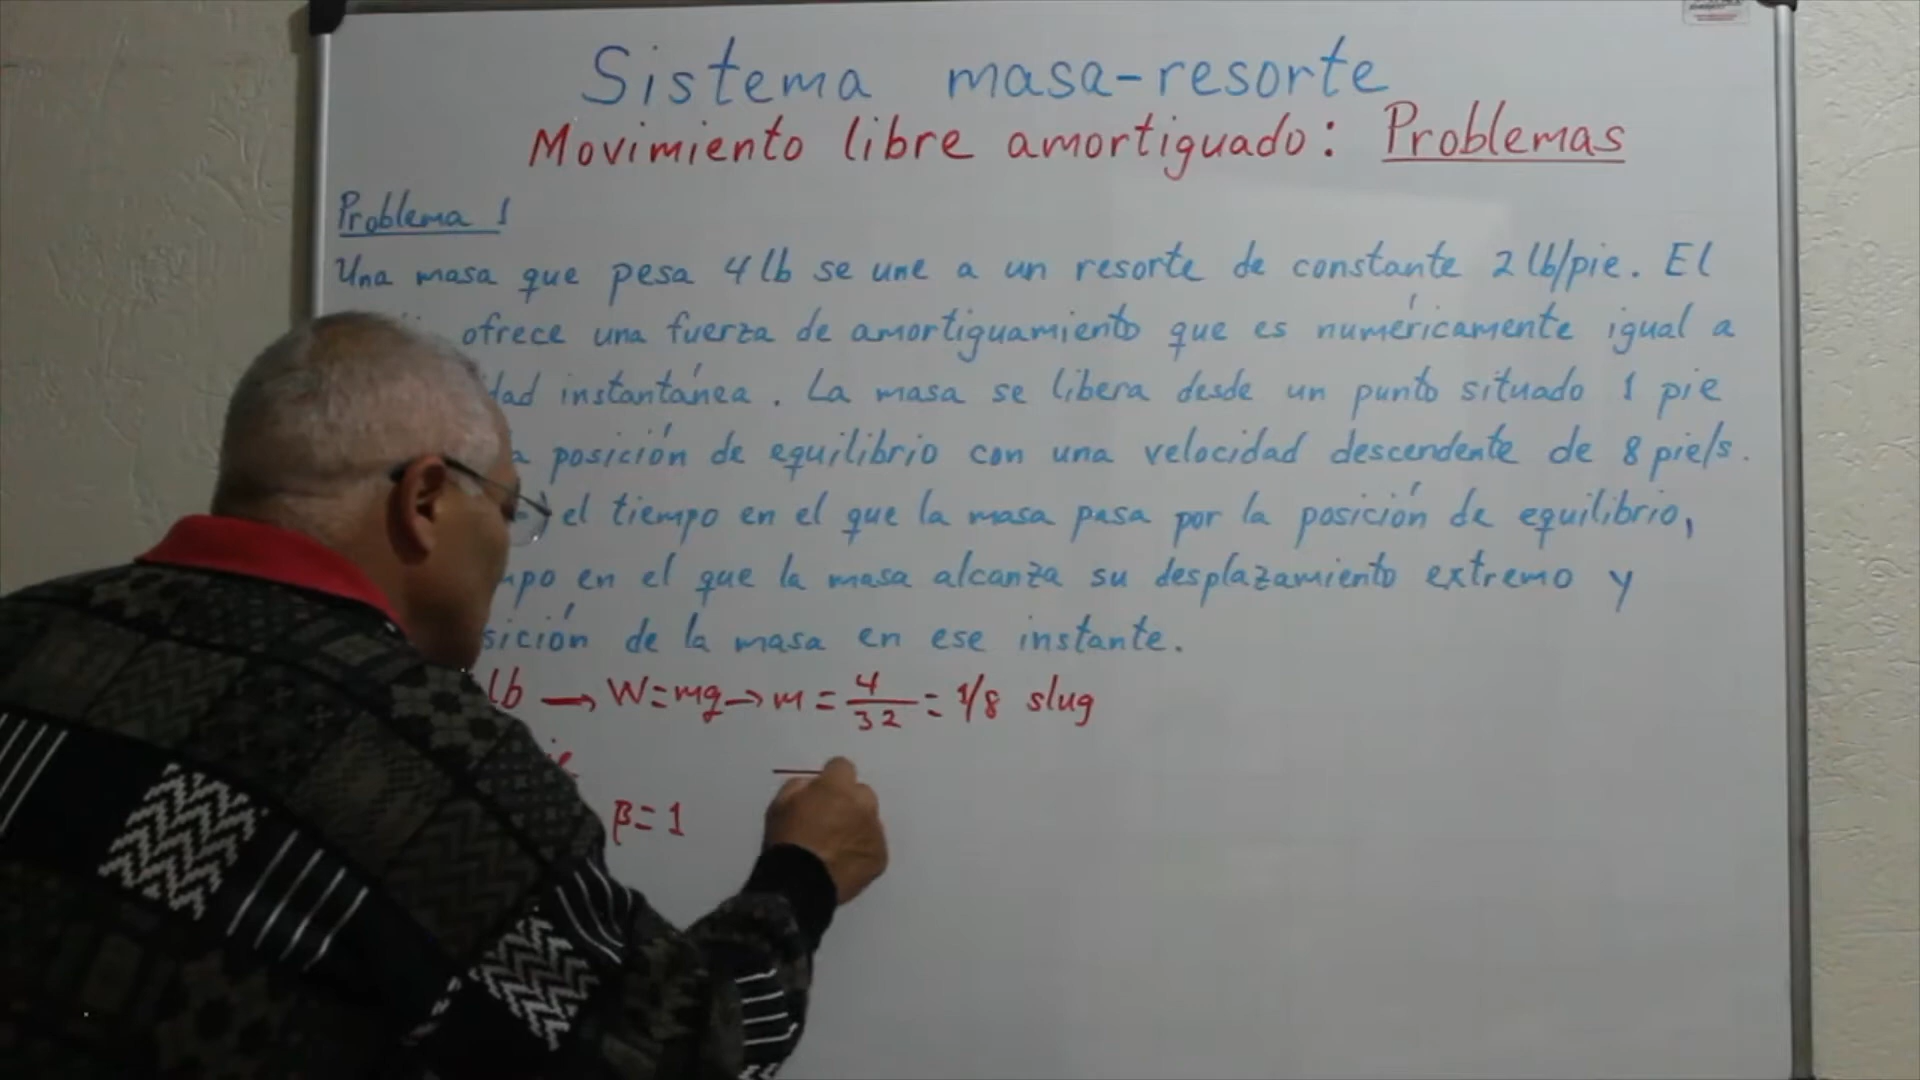 Sistema masa-resorte
Movimiento libre amortiguado: Problemas
Problema 1
Una masa que pesa 4 lb se une a un resorte de constante 2 lb/pie. El
ofrece una fuerza de amortiguamiento que es numéricamente igual a
dad instantánea. La masa se libera desde un punto situado 1 pie
a posición de equilibrio con una velocidad descendente de 8 pie/s.
el tiempo en el que la masa pasa por la posición de equilibrio,
mpo en el que la masa alcanza su desplazamiento extremo y
sición de la masa en ese instante.
lb → W=mg → m = 4/32 = 1/8 slug
ie
β=1